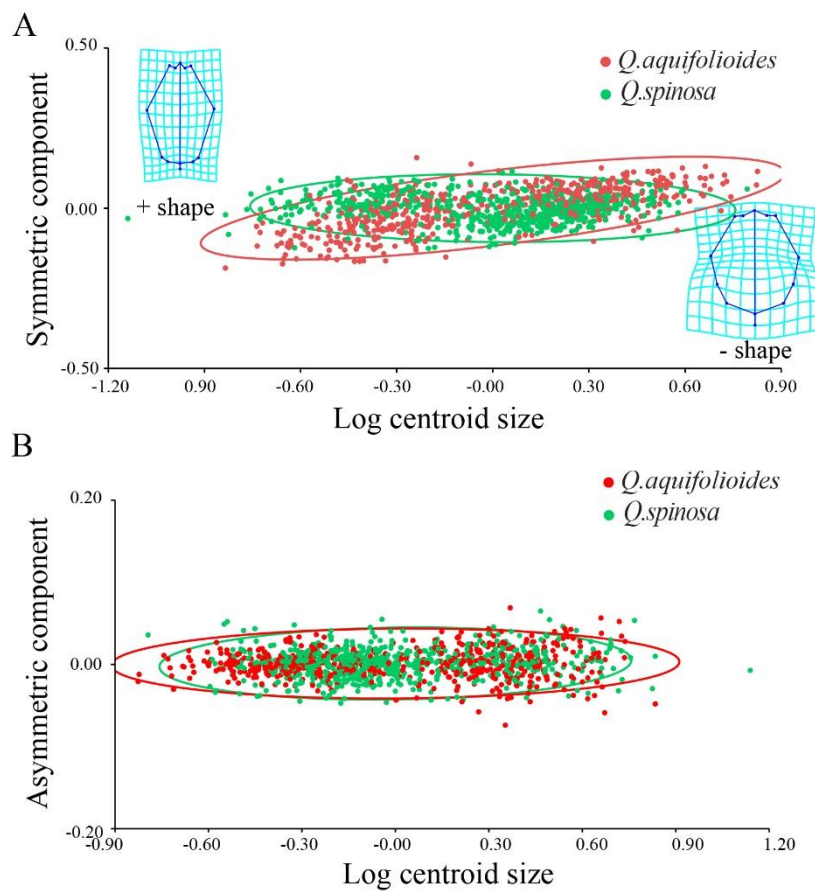 A
0.50
Q.aquifolioides
Q.spinosa
Symmetric component
+ shape
0.00
- shape
-0.50
-1.20 0.90 -0.60 -0.30 -0.00 0.30 0.60 0.90
Log centroid size
B
0.20
Q.aquifolioides
Q.spinosa
Asymmetric component
0.00
-0.20
-0.90 -0.60 -0.30 -0.00 0.30 0.60 0.90 1.20
Log centroid size